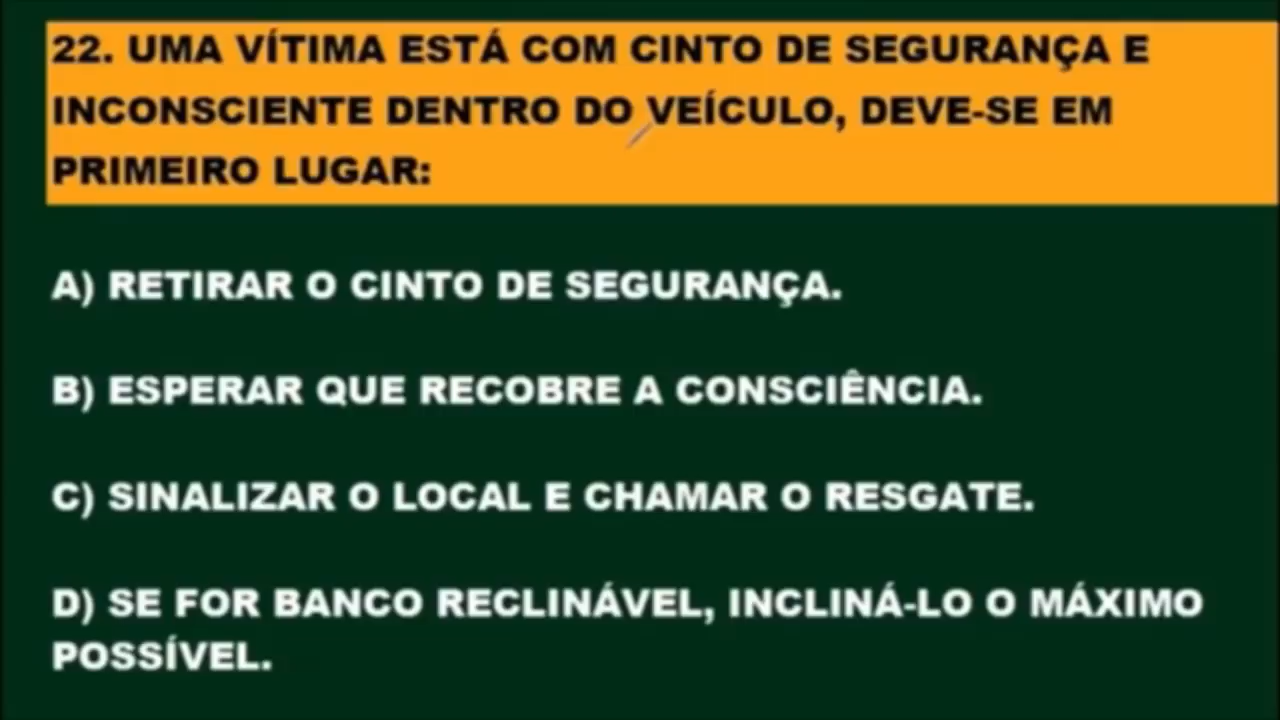 22. UMA VÍTIMA ESTÁ COM CINTO DE SEGURANÇA E
INCONSCIENTE DENTRO DO VEÍCULO, DEVE-SE EM
PRIMEIRO LUGAR:
A) RETIRAR O CINTO DE SEGURANÇA.
B) ESPERAR QUE RECOBRE A CONSCIÊNCIA.
C) SINALIZAR O LOCAL E CHAMAR O RESGATE.
D) SE FOR BANCO RECLINÁVEL, INCLINÁ-LO O MÁXIMO
POSSÍVEL.